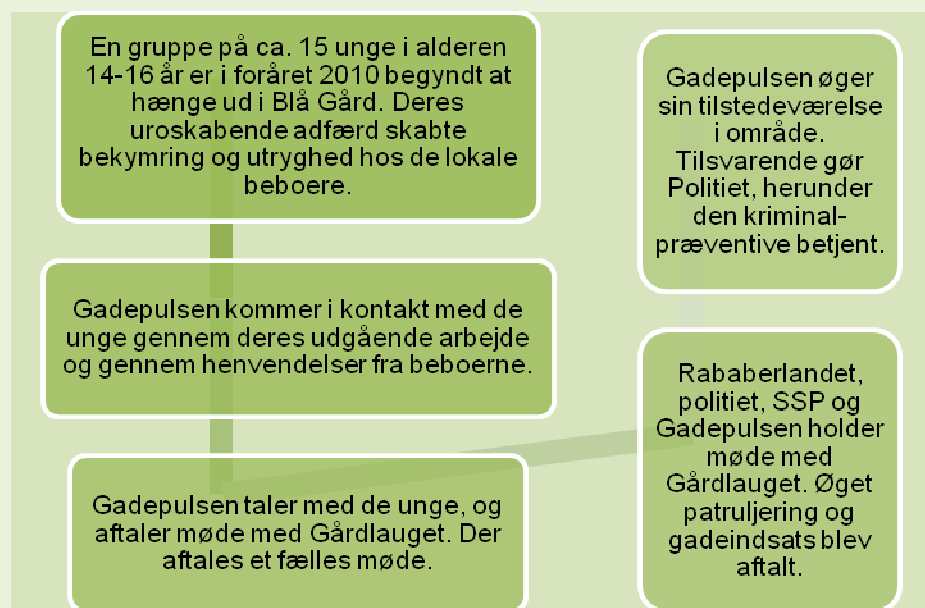 En gruppe på ca. 15 unge i alderen
14-16 år er i foråret 2010 begyndt at
hænge ud i Blå Gård. Deres
uroskabende adfærd skabte
bekymring og utryghed hos de lokale
beboere.
Gadepulsen kommer i kontakt med de
unge gennem deres udgående arbejde
og gennem henvendelser fra beboerne.
Gadepulsen taler med de unge, og
aftaler møde med Gårdlauget. Der
aftales et fælles møde.
Rababerlandet,
politiet, SSP og
Gadepulsen holder
møde med
Gårdlauget. Øget
patruljering og
gadeindsats blev
aftalt.
Gadepulsen øger
sin tilstedeværelse
i område.
Tilsvarende gør
Politiet, herunder
den kriminal-
præventive betjent.